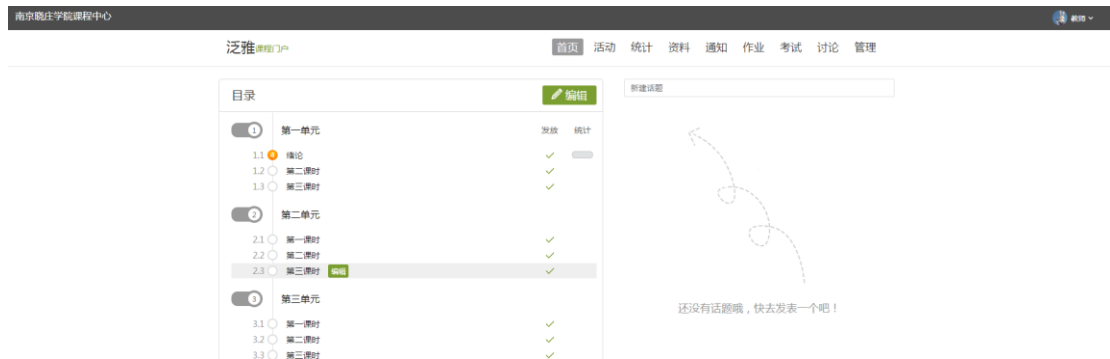 南京晓庄学院课程中心
教师
泛雅课程门户
首页 活动 统计 资料 通知 作业 考试 讨论 管理
目录
编辑
新建话题
1 第一单元 发放 统计
1.1 4 绪论
1.2 第二课时
1.3 第三课时
2 第二单元
2.1 第一课时
2.2 第二课时
2.3 第三课时 编辑
3 第三单元
3.1 第一课时
3.2 第二课时
3.3 第三课时
还没有话题哦，快去发表一个吧！